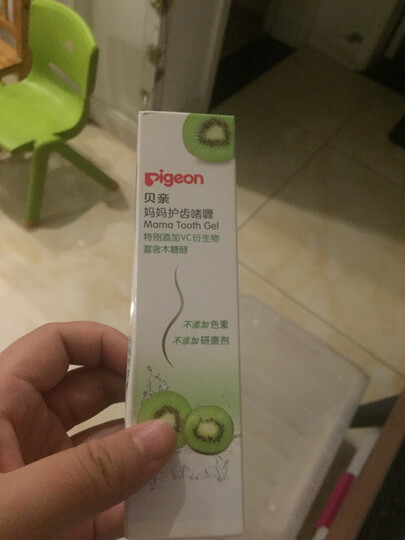 Pigeon
贝亲
妈妈护齿啫喱
Mama Tooth Gel
特别添加VC衍生物
富含木糖醇
不添加色素
不添加研磨剂